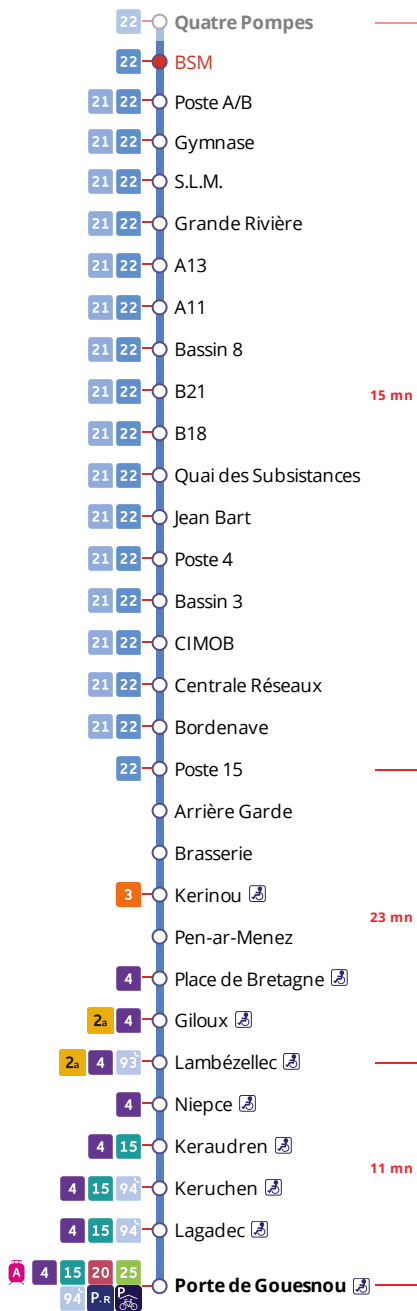 22 Quatre Pompes
22 BSM
21 22 Poste A/B
21 22 Gymnase
21 22 S.L.M.
21 22 Grande Rivière
21 22 A13
21 22 A11
21 22 Bassin 8
21 22 B21
15 mn
21 22 B18
21 22 Quai des Subsistances
21 22 Jean Bart
21 22 Poste 4
21 22 Bassin 3
21 22 CIMOB
21 22 Centrale Réseaux
21 22 Bordenave
22 Poste 15
Arrière Garde
Brasserie
3 Kerinou
23 mn
Pen-ar-Menez
4 Place de Bretagne
2a 4 Giloux
2a 4 93 Lambézellec
4 Niepce
4 15 Keraudren
11 mn
4 15 94 Keruchen
4 15 94 Lagadec
A 4 15 20 25
94 P.R P Porte de Gouesnou